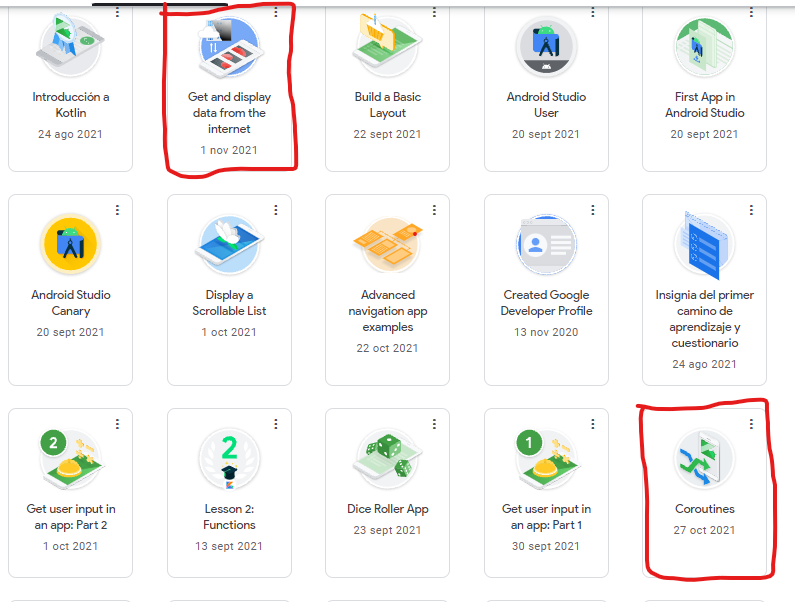 Introducción a
Kotlin
24 ago 2021
Get and display
data from the
internet
1 nov 2021
Build a Basic
Layout
22 sept 2021
Android Studio
User
20 sept 2021
First App in
Android Studio
20 sept 2021
Android Studio
Canary
20 sept 2021
Display a
Scrollable List
1 oct 2021
Advanced
navigation app
examples
22 oct 2021
Created Google
Developer Profile
13 nov 2020
Insignia del primer
camino de
aprendizaje y
cuestionario
24 ago 2021
2
Get user input in
an app: Part 2
1 oct 2021
2
Lesson 2:
Functions
13 sept 2021
Dice Roller App
23 sept 2021
1
Get user input in
an app: Part 1
30 sept 2021
Coroutines
27 oct 2021